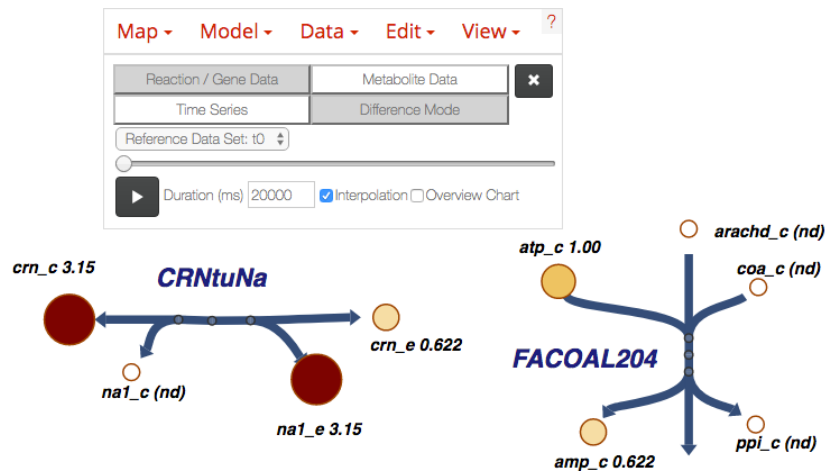 Map Model Data Edit View ?
Reaction / Gene Data Metabolite Data ×
Time Series Difference Mode
Reference Data Set: t0
Duration (ms) 20000 Interpolation Overview Chart
crn_c 3.15
CRNtuNa
crn_e 0.622
na1_c (nd)
na1_e 3.15
arachd_c (nd)
atp_c 1.00
coa_c (nd)
FACOAL204
amp_c 0.622
ppi_c (nd)